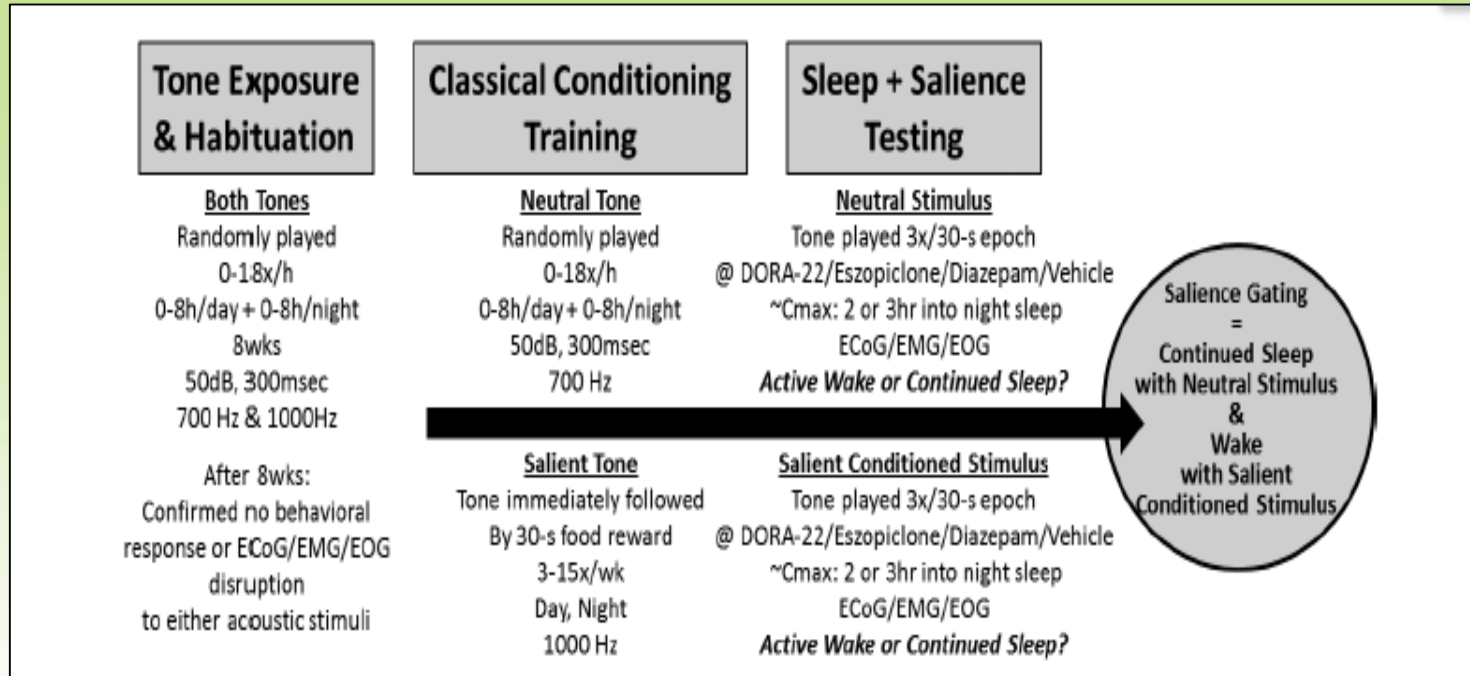 Tone Exposure
& Habituation
Both Tones
Randomly played
0-18x/h
0-8h/day + 0-8h/night
8wks
50dB, 300msec
700 Hz & 1000Hz
After 8wks:
Confirmed no behavioral
response or ECoG/EMG/EOG
disruption
to either acoustic stimuli
Classical Conditioning
Training
Neutral Tone
Randomly played
0-18x/h
0-8h/day + 0-8h/night
50dB, 300msec
700 Hz
Salient Tone
Tone immediately followed
By 30-s food reward
3-15x/wk
Day, Night
1000 Hz
Sleep + Salience
Testing
Neutral Stimulus
Tone played 3x/30-s epoch
@ DORA-22/Eszopiclone/Diazepam/Vehicle
~Cmax: 2 or 3hr into night sleep
ECoG/EMG/EOG
Active Wake or Continued Sleep?
Salient Conditioned Stimulus
Tone played 3x/30-s epoch
@ DORA-22/Eszopiclone/Diazepam/Vehicle
~Cmax: 2 or 3hr into night sleep
ECoG/EMG/EOG
Active Wake or Continued Sleep?
Salience Gating
=
Continued Sleep
with Neutral Stimulus
&
Wake
with Salient
Conditioned Stimulus